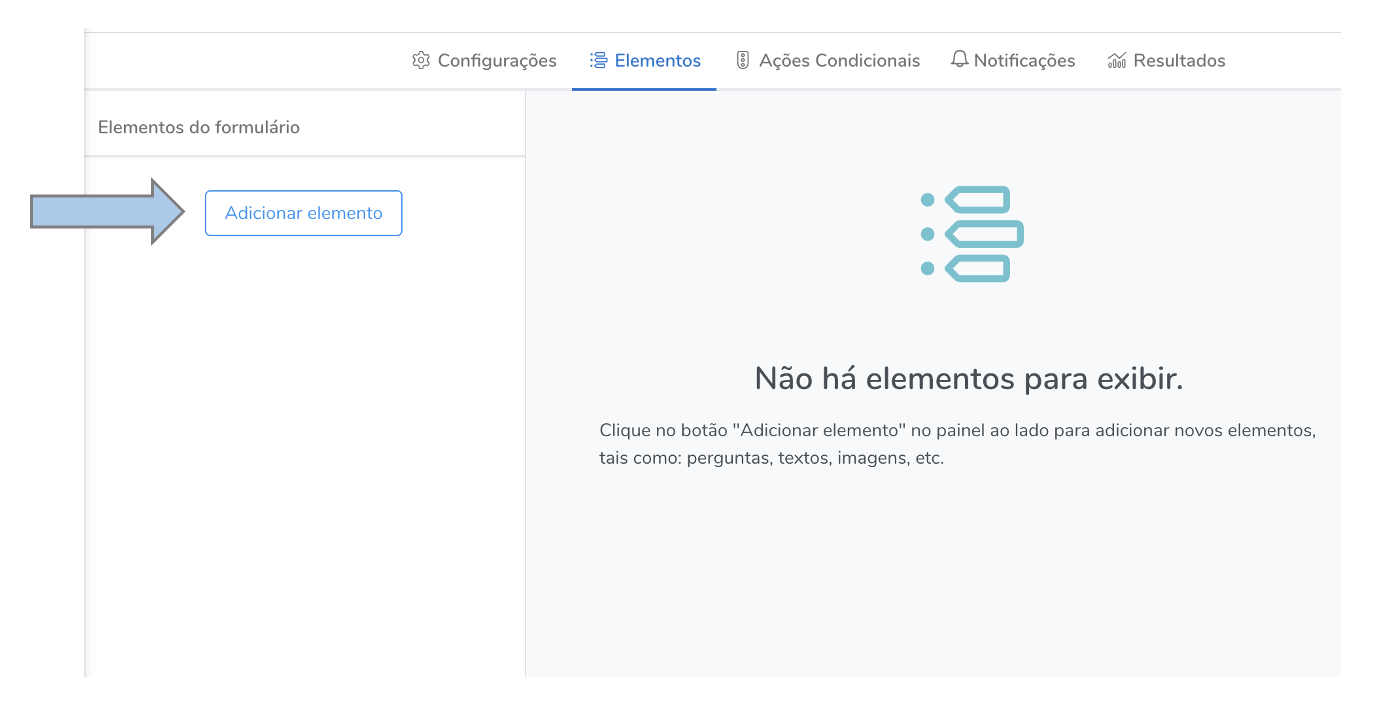 Configurações Elementos Ações Condicionais Notificações Resultados
Elementos do formulário
Adicionar elemento
Não há elementos para exibir.
Clique no botão "Adicionar elemento" no painel ao lado para adicionar novos elementos,
tais como: perguntas, textos, imagens, etc.